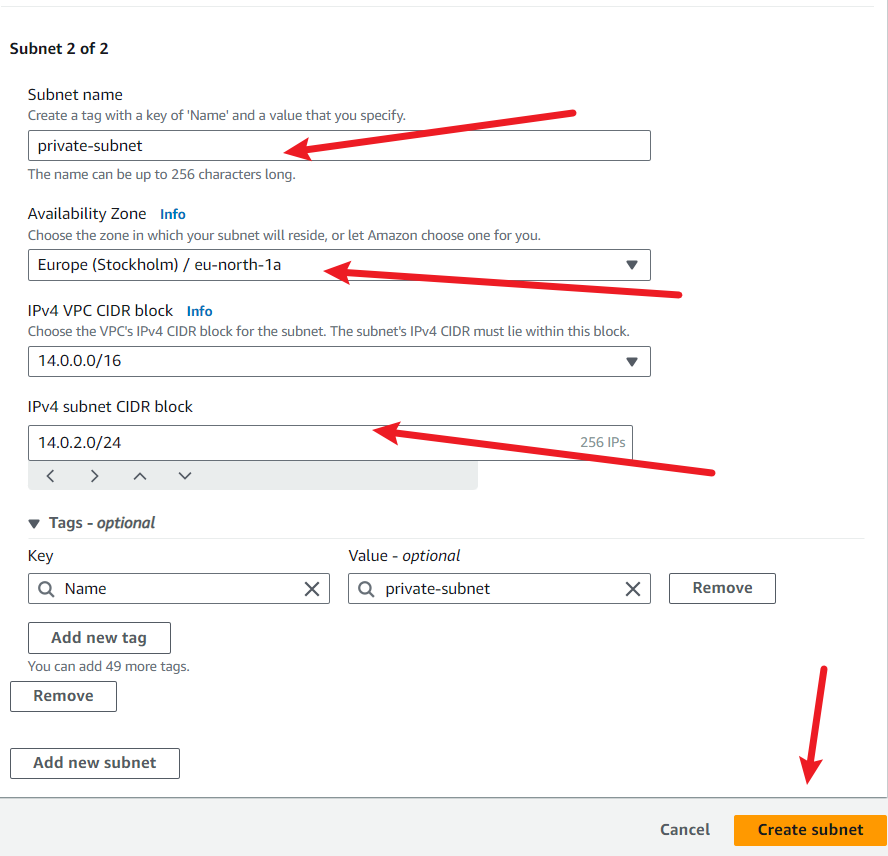 Subnet 2 of 2
Subnet name
Create a tag with a key of 'Name' and a value that you specify.
private-subnet
The name can be up to 256 characters long.
Availability Zone Info
Choose the zone in which your subnet will reside, or let Amazon choose one for you.
Europe (Stockholm) / eu-north-1a
IPv4 VPC CIDR block Info
Choose the VPC's IPv4 CIDR block for the subnet. The subnet's IPv4 CIDR must lie within this block.
14.0.0.0/16
IPv4 subnet CIDR block
14.0.2.0/24 256 IPs
Tags - optional
Key Value - optional
Name private-subnet Remove
Add new tag
You can add 49 more tags.
Remove
Add new subnet
Cancel Create subnet